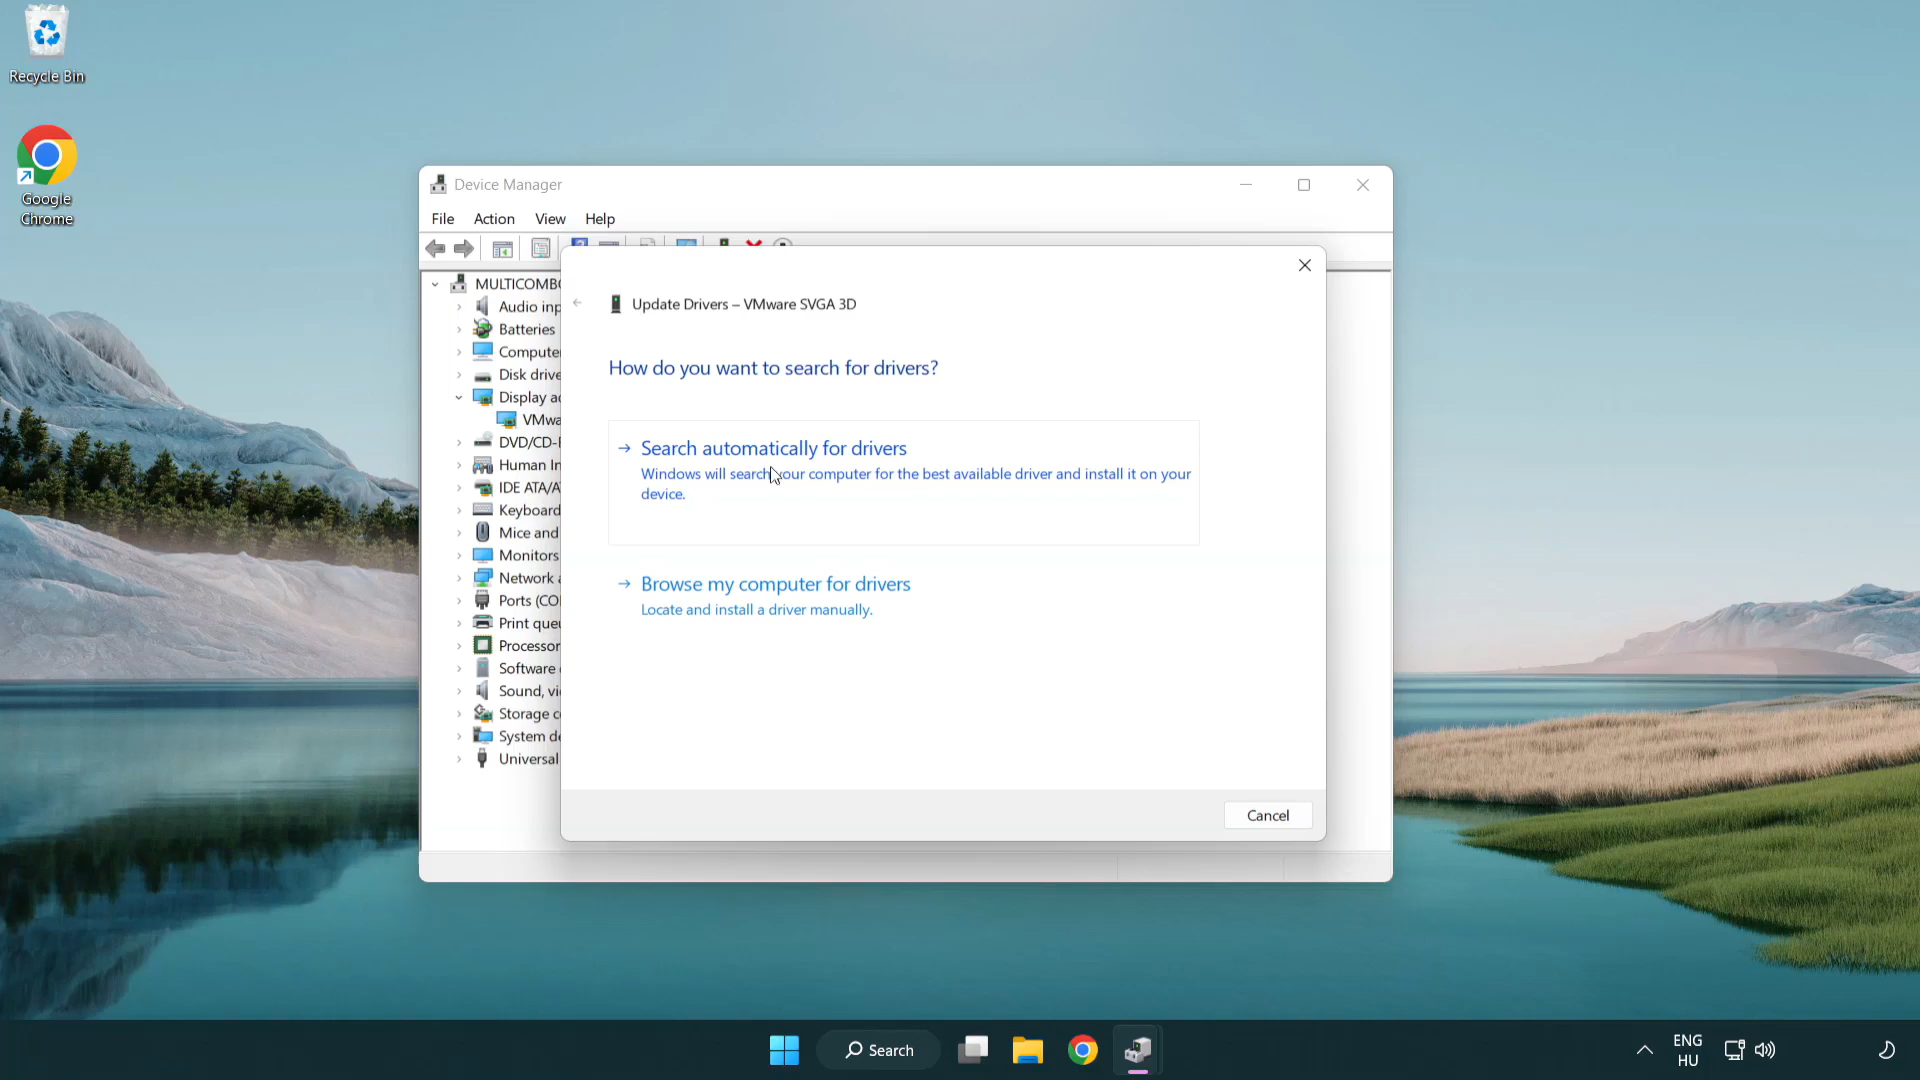 Recycle Bin
Google
Chrome
Device Manager
File Action View Help
MULTICOMBO
Audio inp
Batteries
Compute
Disk drive
Display a
VMwa
DVD/CD-
Human In
IDE ATA/A
Keyboard
Mice and
Monitors
Network a
Ports (CO
Print que
Processor
Software
Sound, vi
Storage c
System de
Universal
Update Drivers – VMware SVGA 3D
How do you want to search for drivers?
Search automatically for drivers
Windows will search your computer for the best available driver and install it on your
device.
Browse my computer for drivers
Locate and install a driver manually.
Cancel
Search
ENG
HU